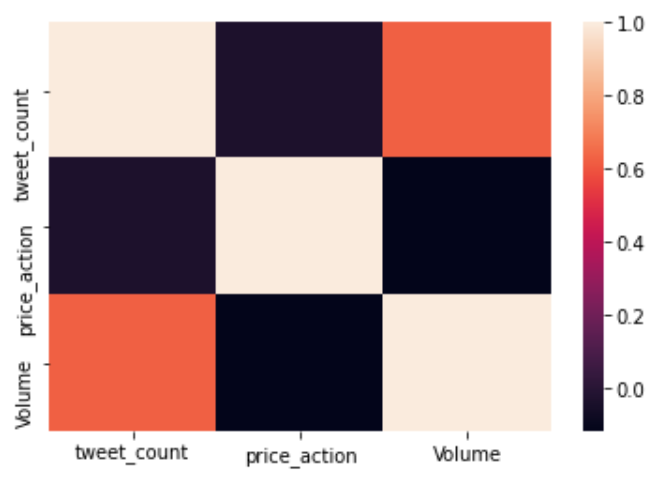 tweet_count
price_action
Volume
tweet_count
price_action
Volume
1.0
0.8
0.6
0.4
0.2
0.0